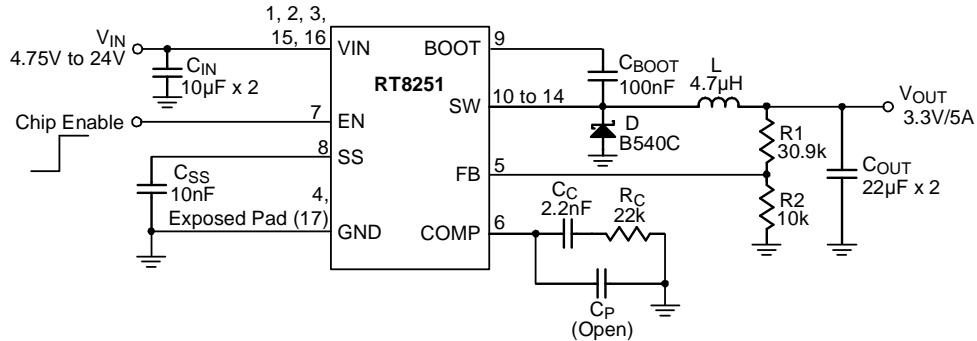 1, 2, 3,
15, 16
VIN
4.75V to 24V
CIN
10µF x 2
VIN
RT8251
BOOT
9
CBOOT
100nF
L
4.7µH
SW
10 to 14
VOUT
3.3V/5A
Chip Enable
7
EN
D
B540C
R1
30.9k
COUT
22µF x 2
8
SS
FB
5
CSS
10nF
R2
10k
4,
Exposed Pad (17)
GND
COMP
6
CC
2.2nF
RC
22k
CP
(Open)